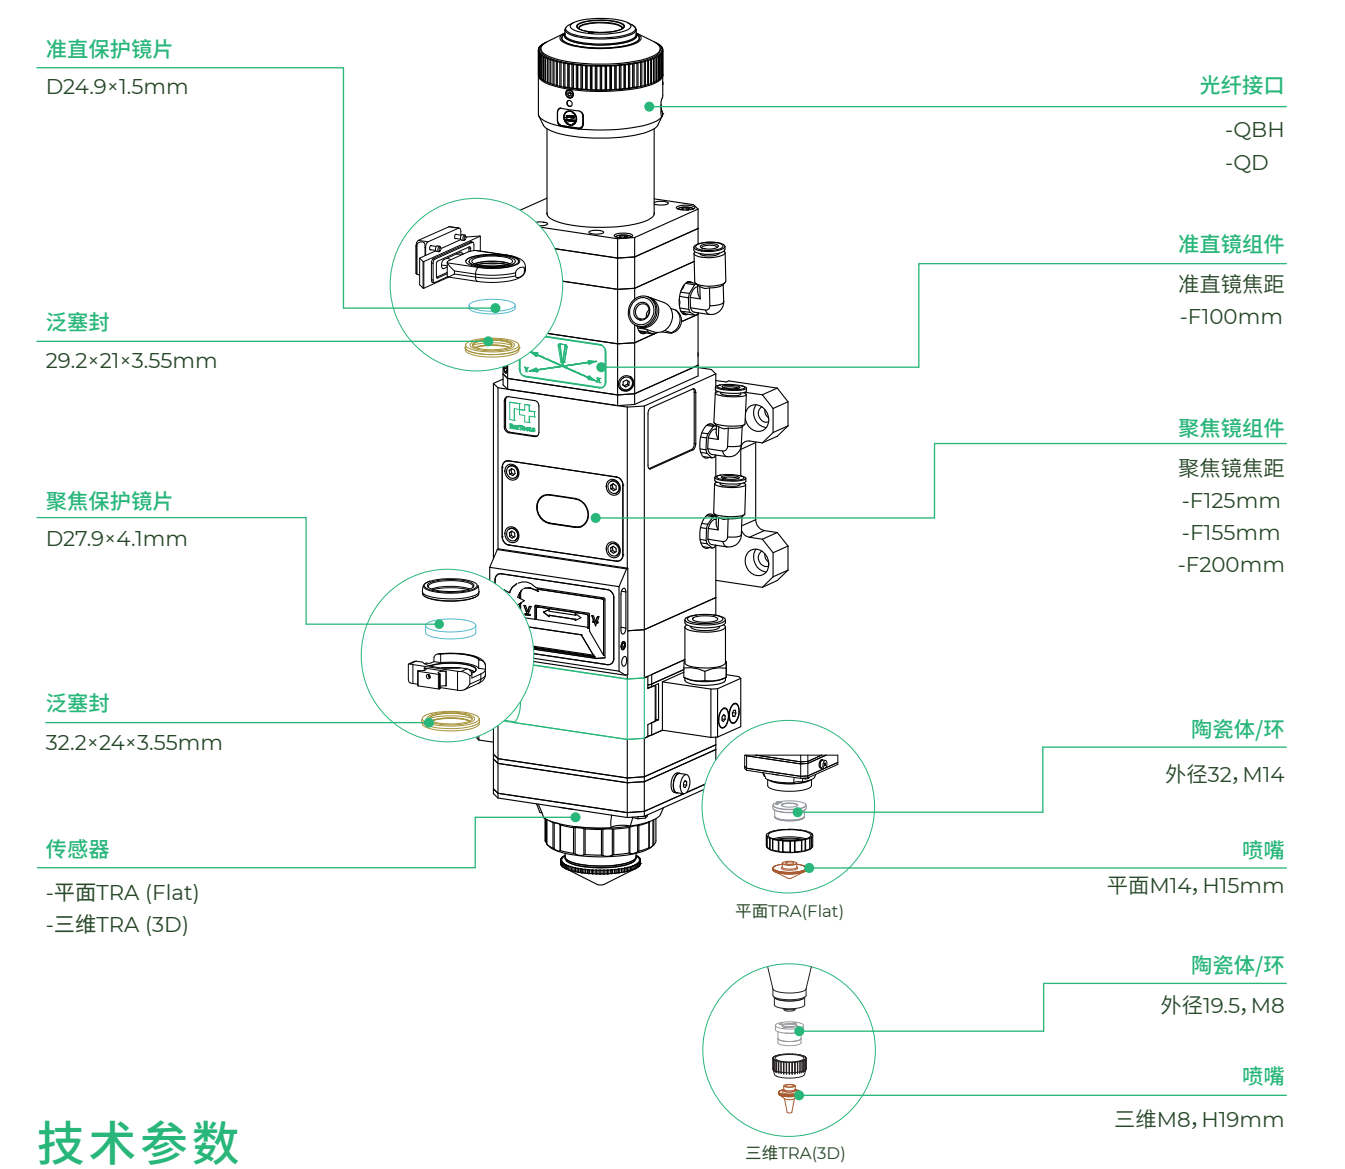 准直保护镜片
D24.9×1.5mm
泛塞封
29.2×21×3.55mm
聚焦保护镜片
D27.9×4.1mm
泛塞封
32.2×24×3.55mm
传感器
-平面TRA (Flat)
-三维TRA (3D)
光纤接口
-QBH
-QD
准直镜组件
准直镜焦距
-F100mm
聚焦镜组件
聚焦镜焦距
-F125mm
-F155mm
-F200mm
陶瓷体/环
外径32，M14
喷嘴
平面M14，H15mm
平面TRA(Flat)
陶瓷体/环
外径19.5，M8
喷嘴
三维M8，H19mm
三维TRA(3D)
Y
X
RayTools
技术参数